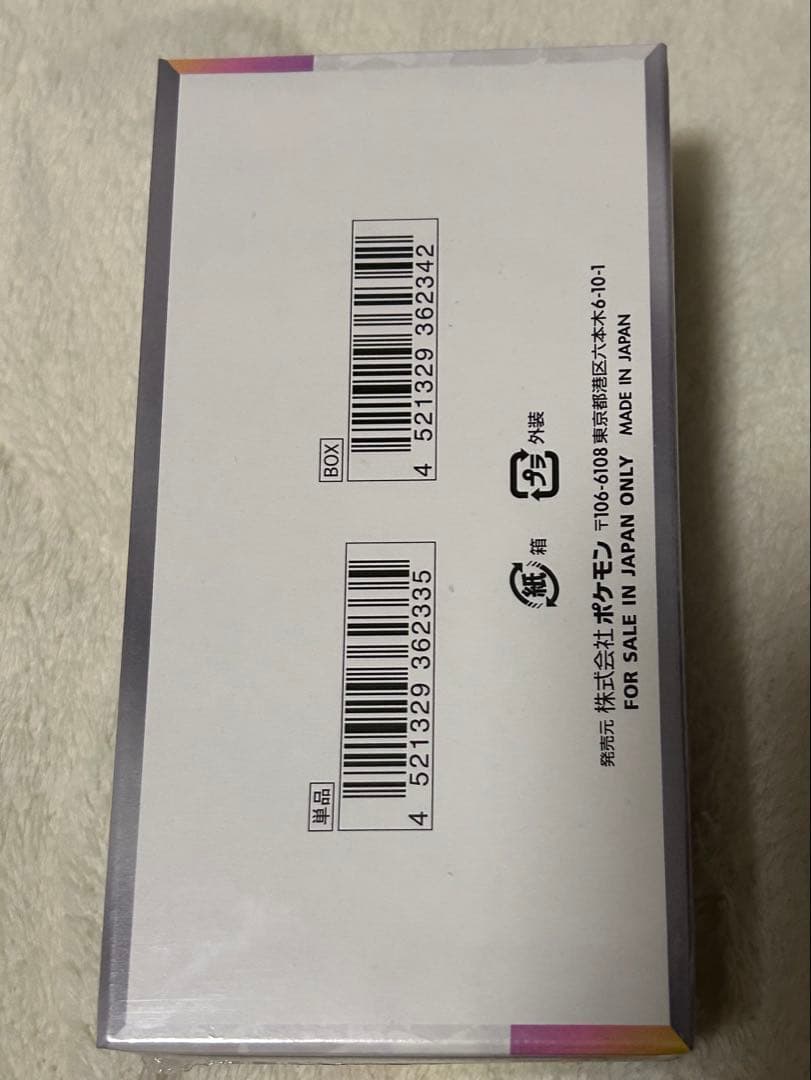 単品
4 521329 362335
BOX
4 521329 362342
紙 箱
プラ 外装
発売元 株式会社 ポケモン 〒106-6108 東京都港区六本木6-10-1
FOR SALE IN JAPAN ONLY MADE IN JAPAN